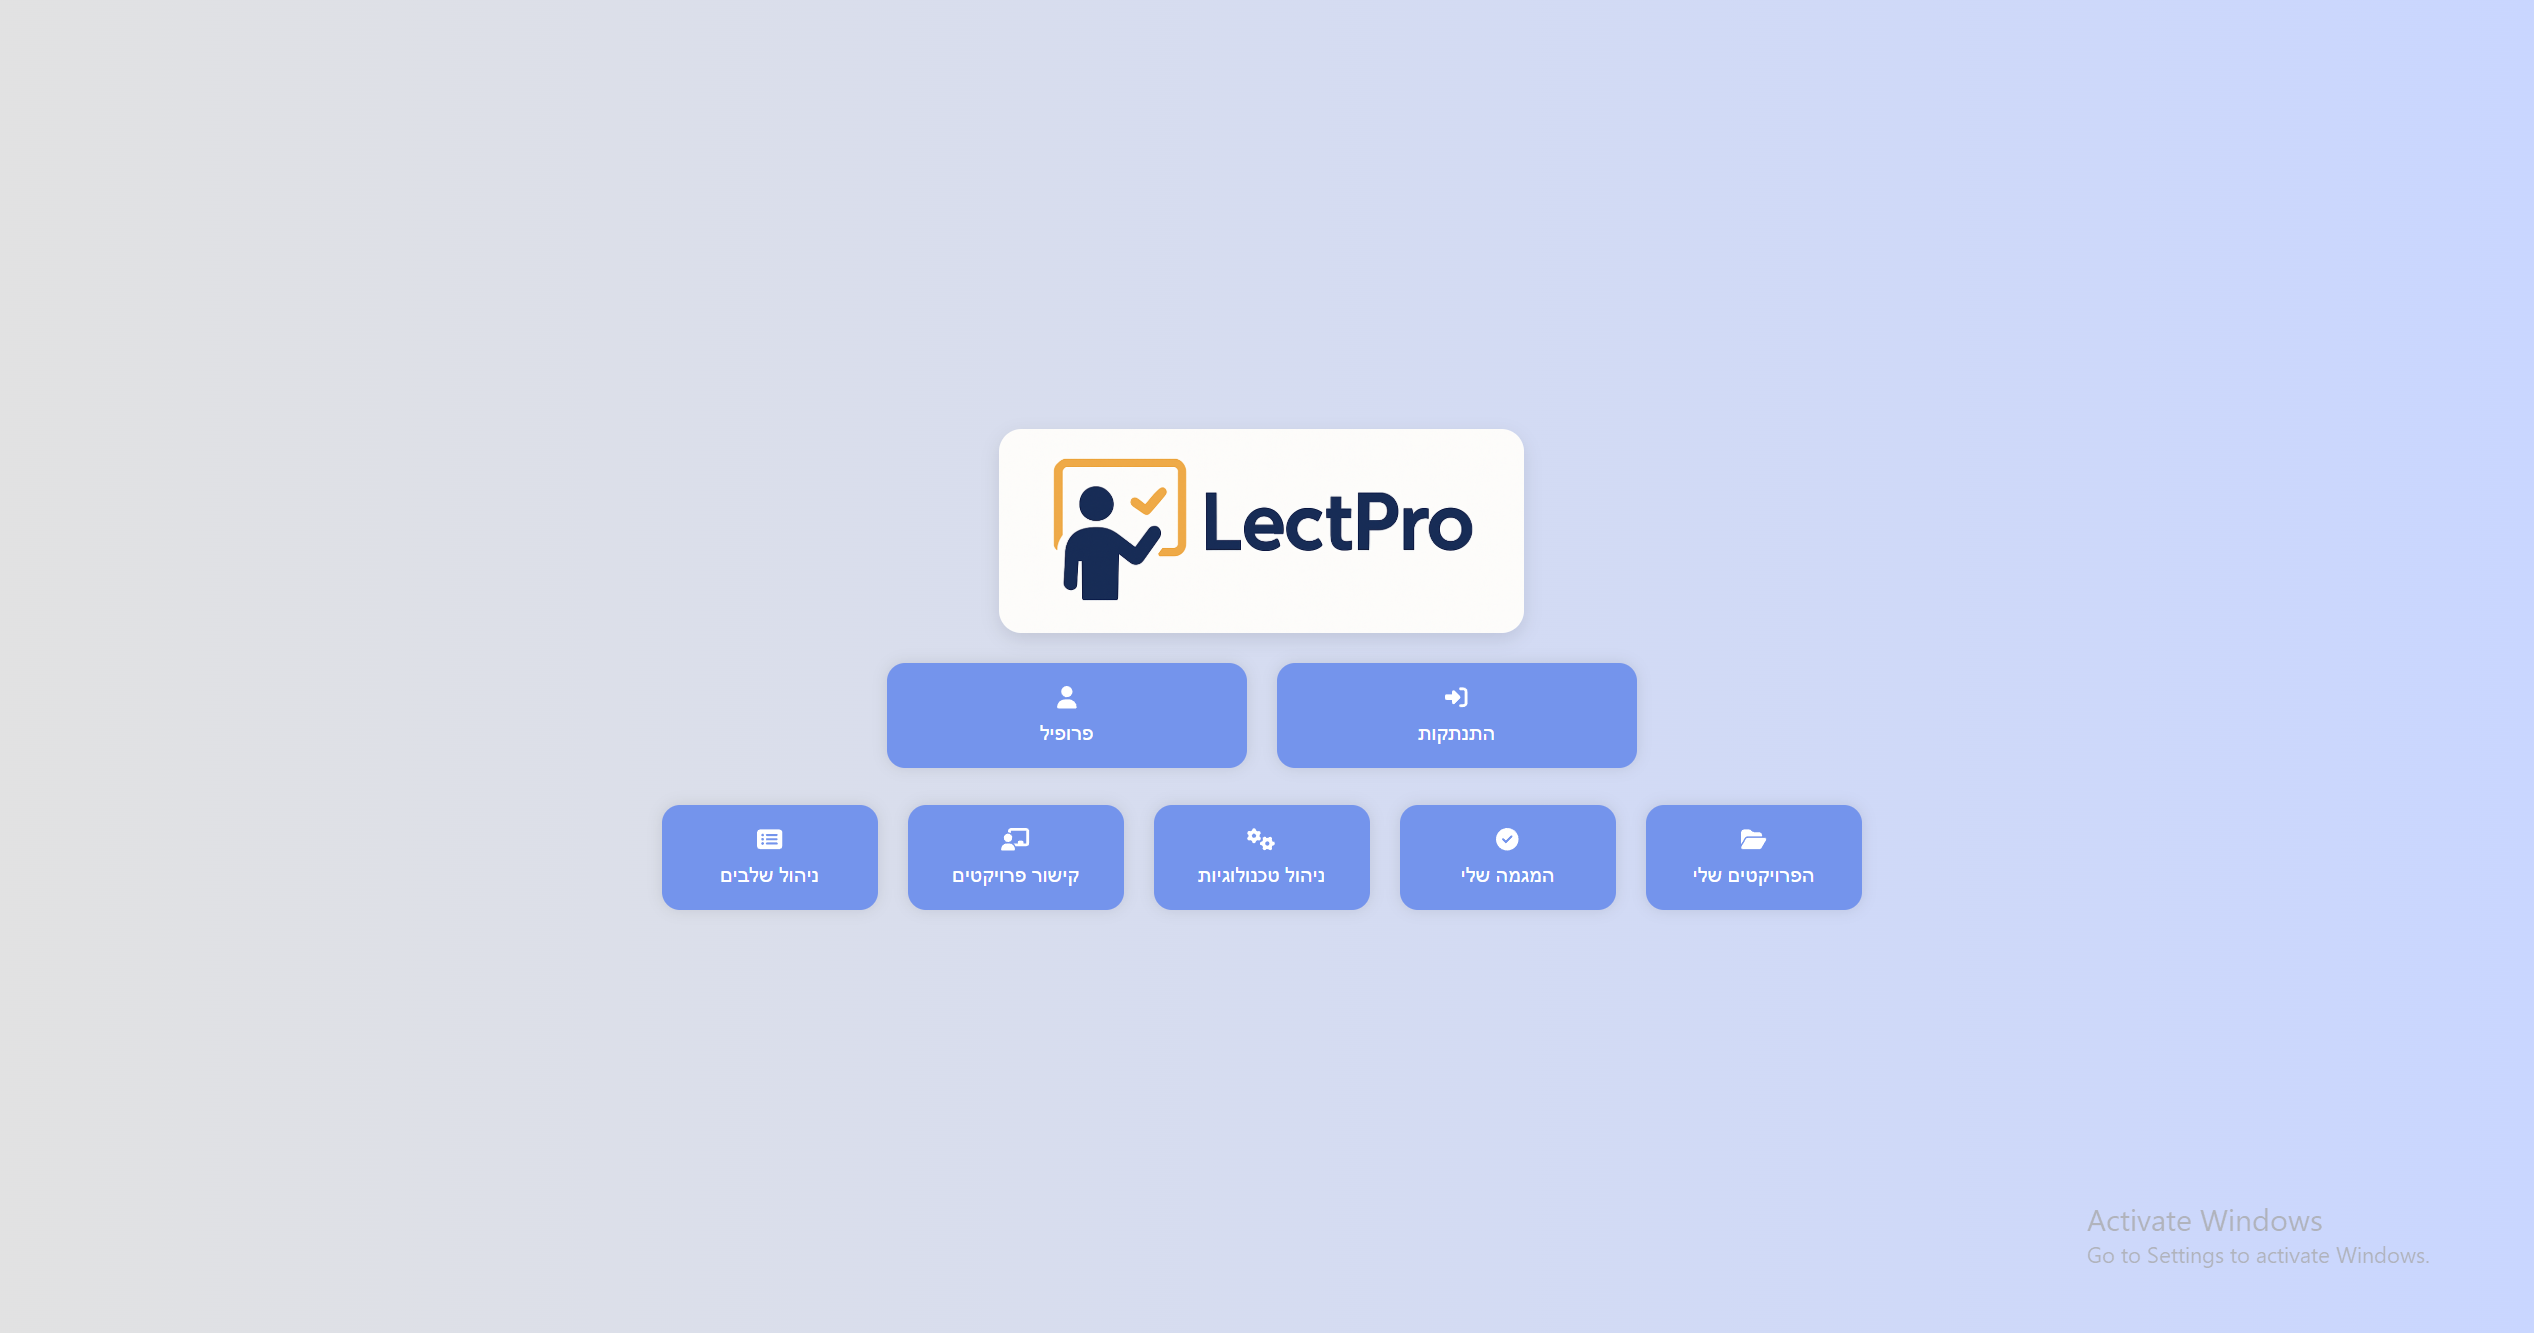 LectPro
התנתקות
פרופיל
הפרויקטים שלי
המגמה שלי
ניהול טכנולוגיות
קישור פרויקטים
ניהול שלבים
Activate Windows
Go to Settings to activate Windows.